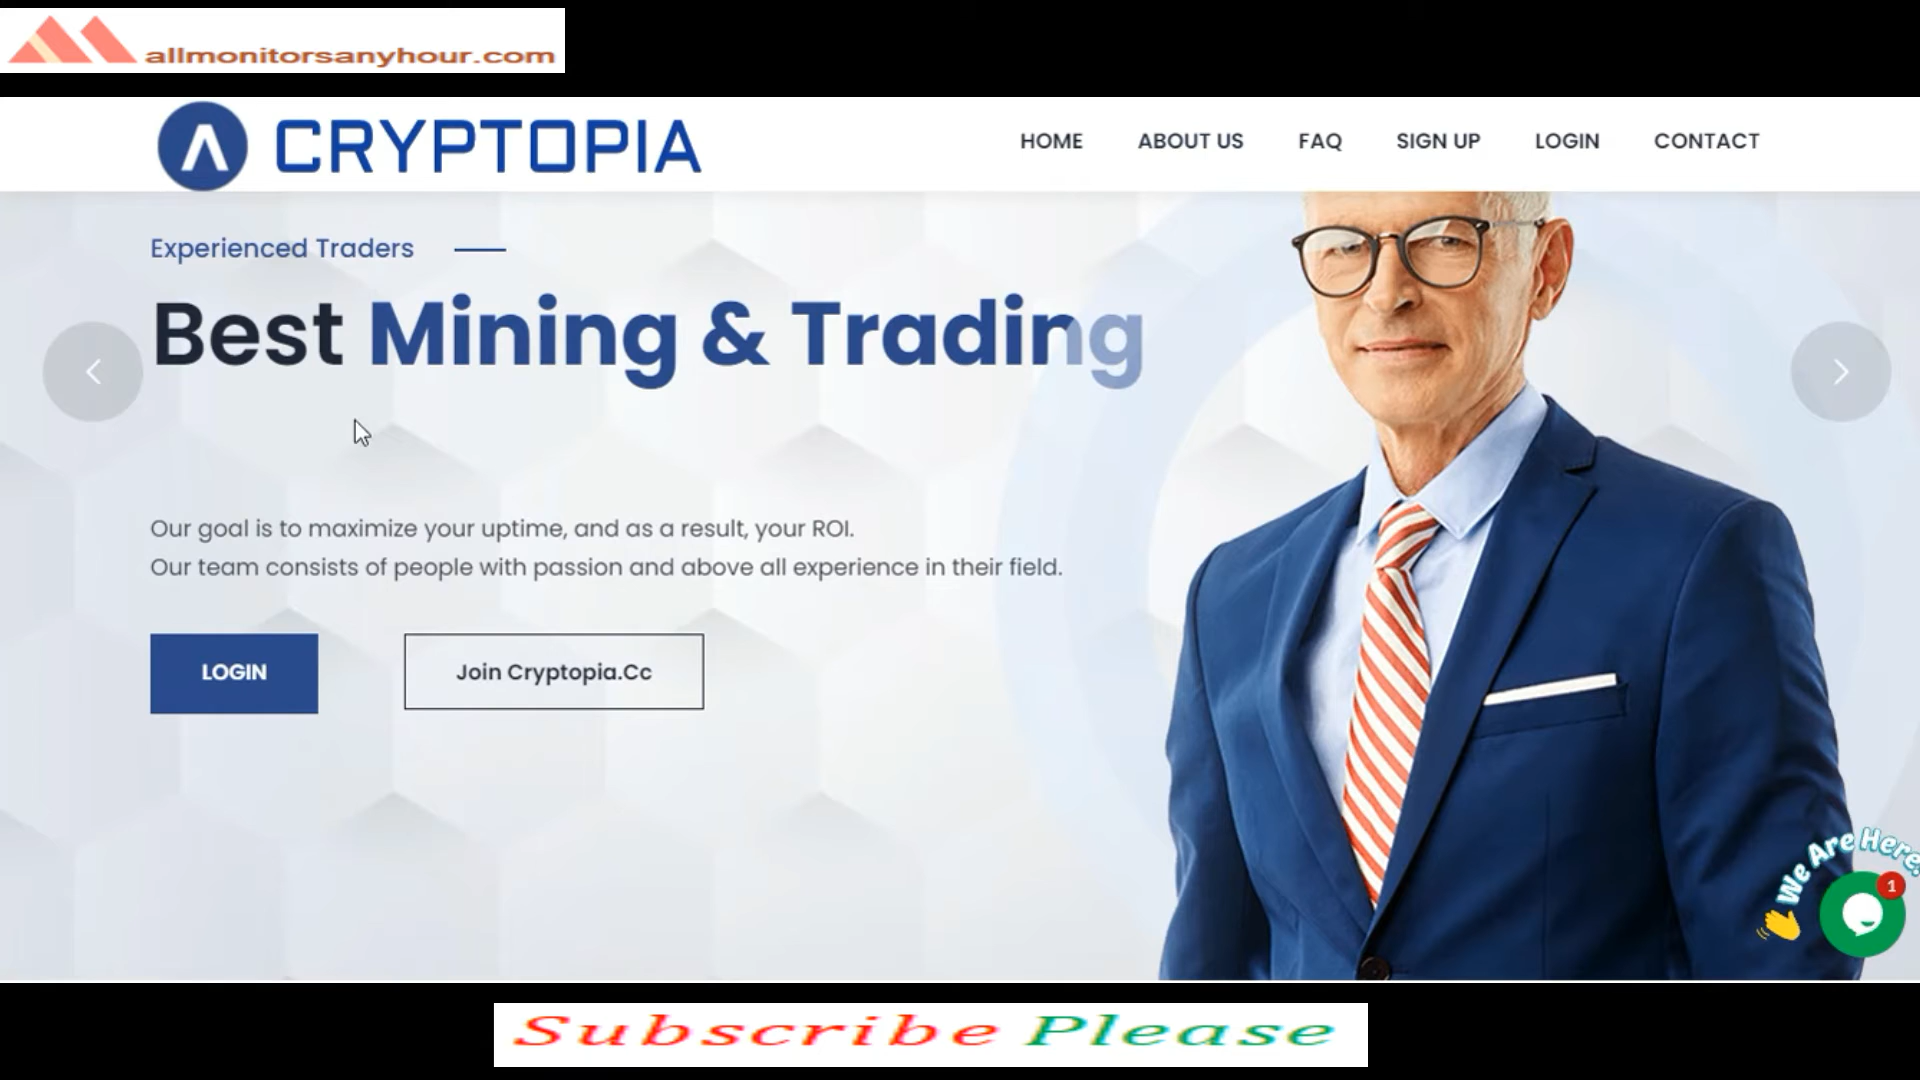 allmonitorsanyhour.com
CRYPTOPIA
HOME ABOUT US FAQ SIGN UP LOGIN CONTACT
Experienced Traders
Best Mining & Trading
Our goal is to maximize your uptime, and as a result, your ROI.
Our team consists of people with passion and above all experience in their field.
LOGIN Join Cryptopia.Cc
We Are Here!
1
Subscribe Please